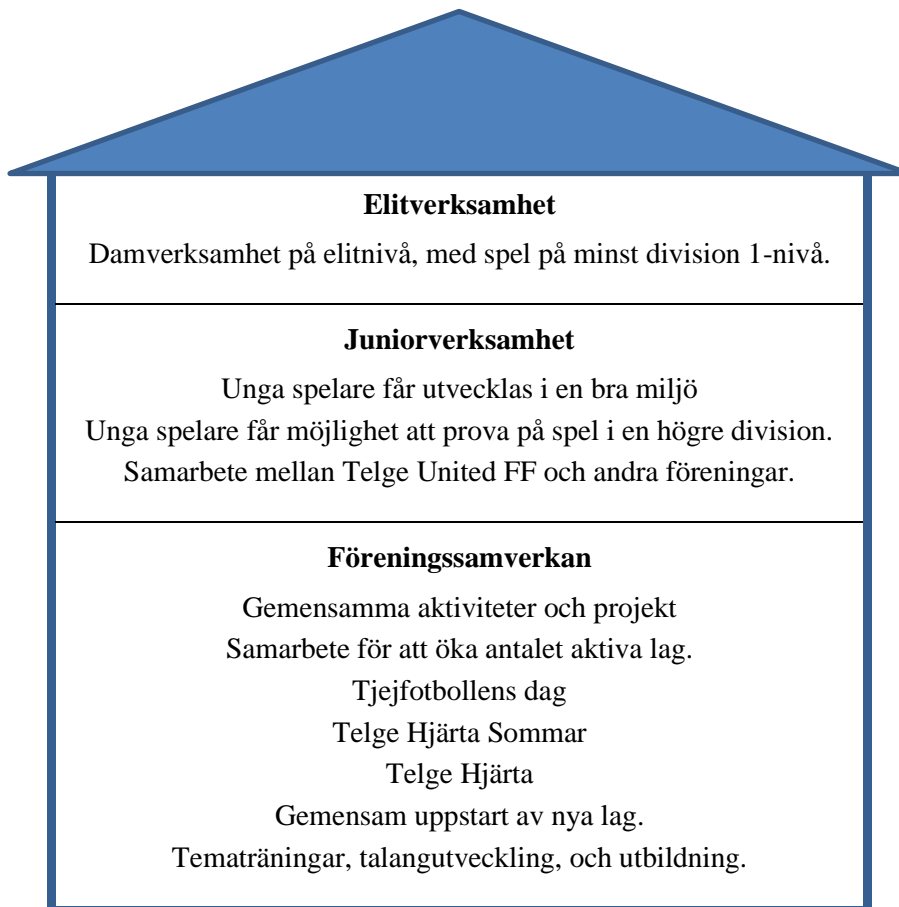 Elitverksamhet
Damverksamhet på elitnivå, med spel på minst division 1-nivå.
Juniorverksamhet
Unga spelare får utvecklas i en bra miljö
Unga spelare får möjlighet att prova på spel i en högre division.
Samarbete mellan Telge United FF och andra föreningar.
Föreningssamverkan
Gemensamma aktiviteter och projekt
Samarbete för att öka antalet aktiva lag.
Tjejfotbollens dag
Telge Hjärta Sommar
Telge Hjärta
Gemensam uppstart av nya lag.
Tematräningar, talangutveckling, och utbildning.